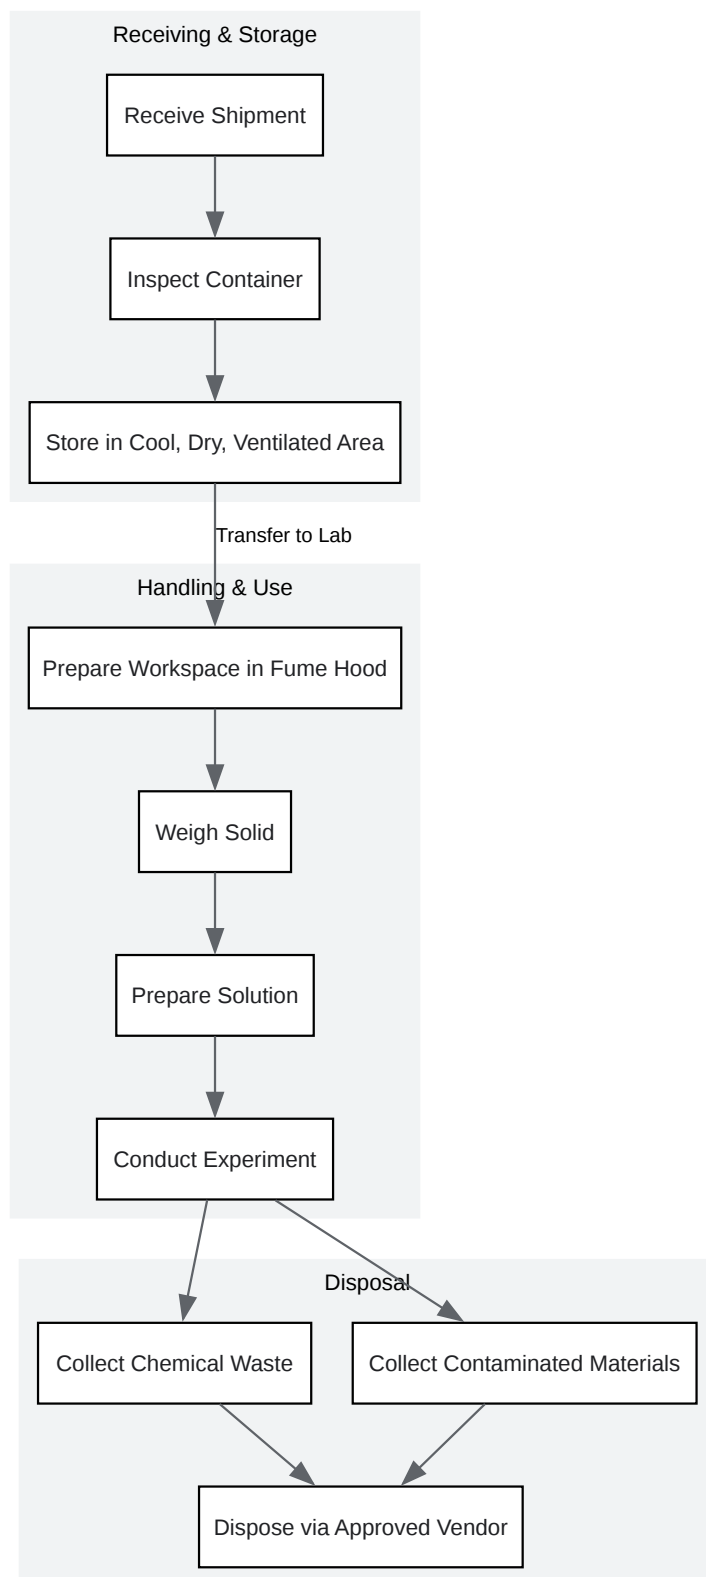 Receiving & Storage
Receive Shipment
Inspect Container
Store in Cool, Dry, Ventilated Area
Transfer to Lab
Handling & Use
Prepare Workspace in Fume Hood
Weigh Solid
Prepare Solution
Conduct Experiment
Disposal
Collect Chemical Waste
Collect Contaminated Materials
Dispose via Approved Vendor